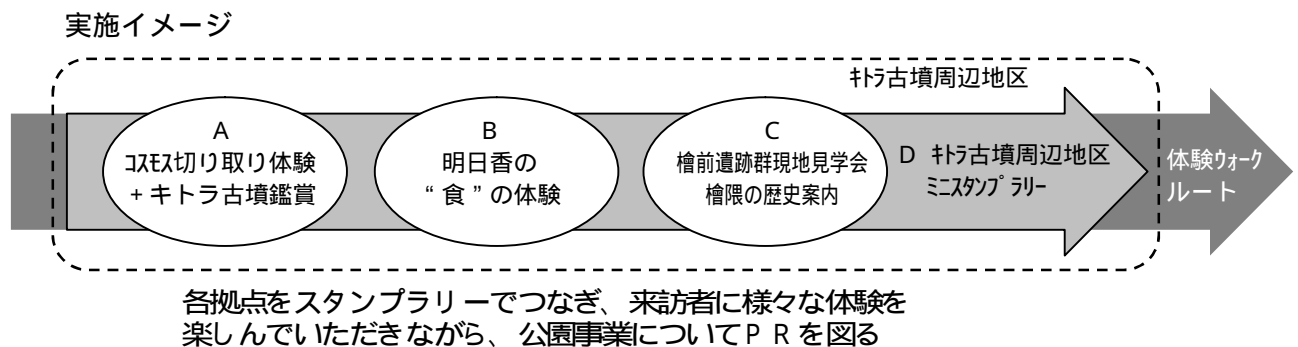 実施イメージ
ｷﾄﾗ古墳周辺地区
A
ｺｽﾓｽ切り取り体験
+キトラ古墳鑑賞
B
明日香の
“食”の体験
C
檜前遺跡群現地見学会
檜隈の歴史案内
D ｷﾄﾗ古墳周辺地区
ﾐﾆｽﾀﾝﾌﾟﾗﾘｰ
体験ｳｫｰｸ
ルート
各拠点をスタンプラリーでつなぎ、来訪者に様々な体験を
楽しんでいただきながら、公園事業についてＰＲを図る